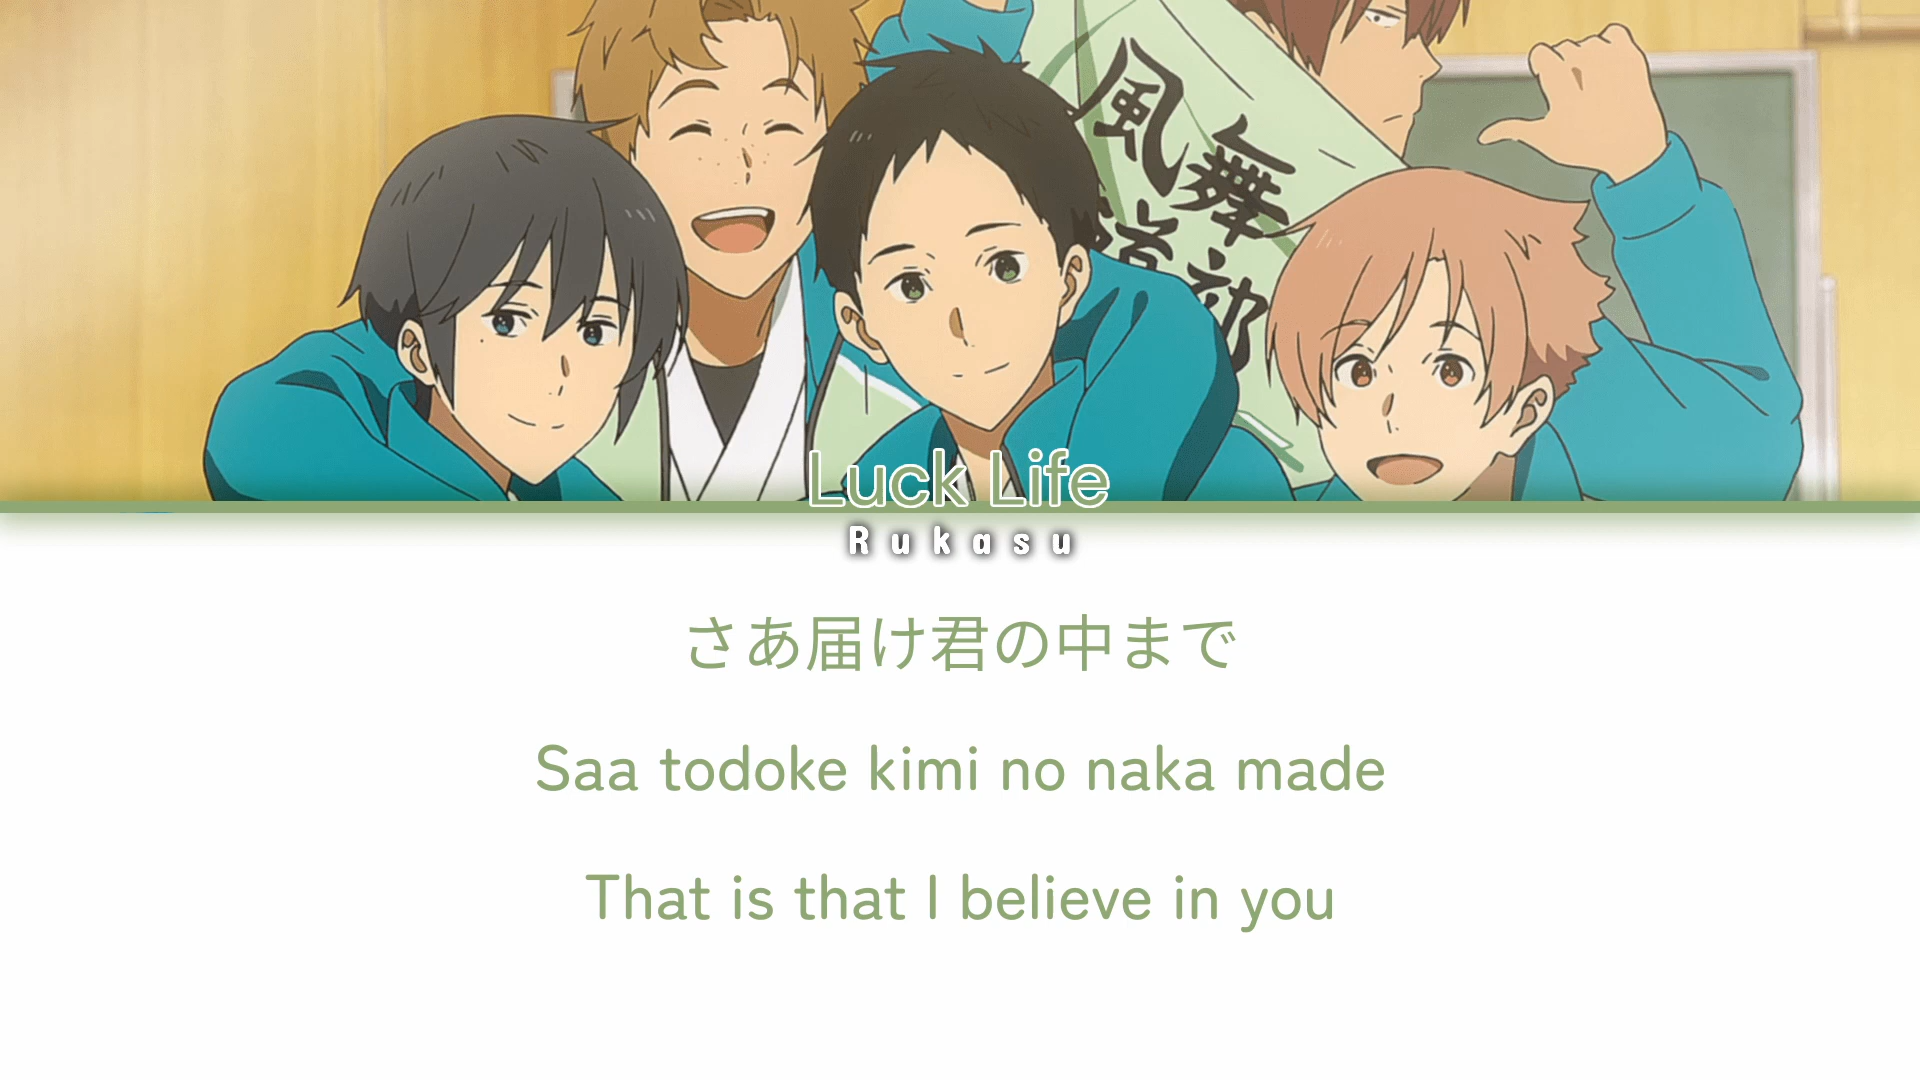 風舞
道部
Luck Life
Rukasu
さあ届け君の中まで
Saa todoke kimi no naka made
That is that I believe in you